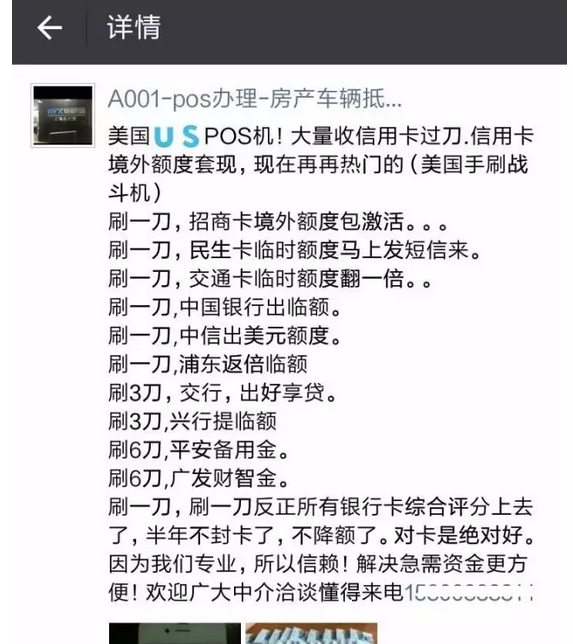 详情
A001-pos办理-房产车辆抵...
美国US POS机！大量收信用卡过刀.信用卡
境外额度套现，现在再再热门的（美国手刷战
斗机）
刷一刀，招商卡境外额度包激活。。。
刷一刀，民生卡临时额度马上发短信来。
刷一刀，交通卡临时额度翻一倍。。
刷一刀,中国银行出临额。
刷一刀,中信出美元额度。
刷一刀,浦东返倍临额
刷3刀，交行，出好享贷。
刷3刀,兴行提临额
刷6刀,平安备用金。
刷6刀,广发财智金。
刷一刀，刷一刀反正所有银行卡综合评分上去
了，半年不封卡了，不降额了。对卡是绝对好。
因为我们专业，所以信赖！解决急需资金更方
便！欢迎广大中介洽谈懂得来电